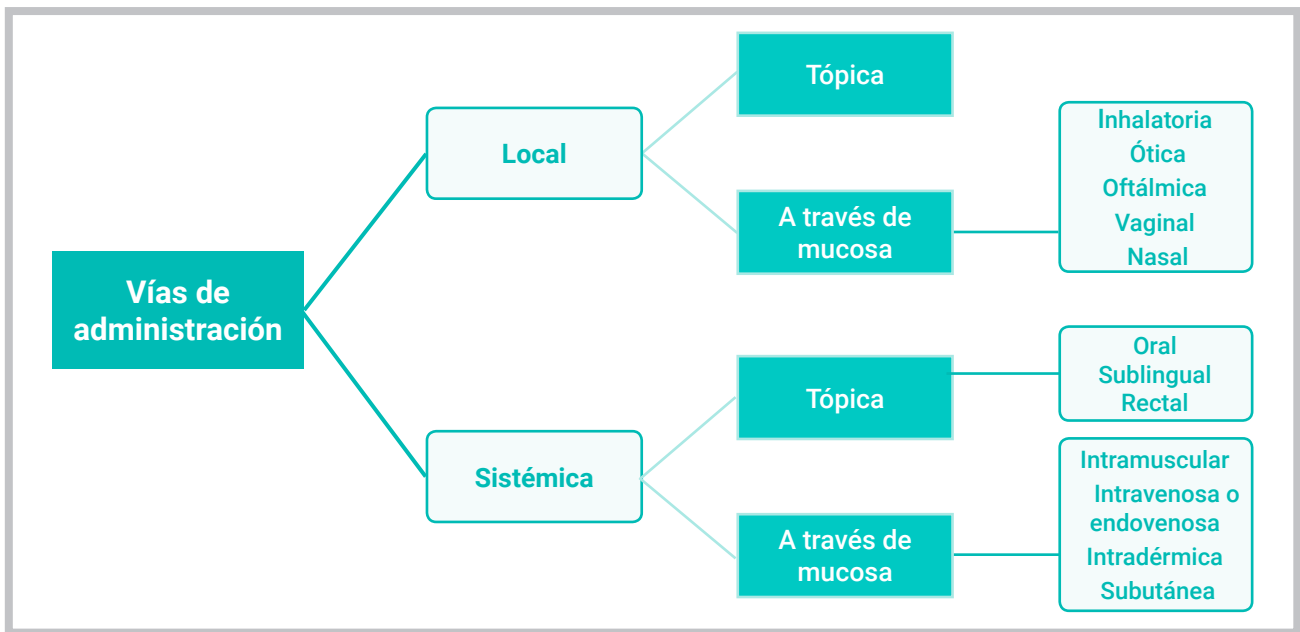 Vías de
administración
Local
Tópica
A través de
mucosa
Inhalatoria
Ótica
Oftálmica
Vaginal
Nasal
Sistémica
Tópica
Oral
Sublingual
Rectal
A través de
mucosa
Intramuscular
Intravenosa o
endovenosa
Intradérmica
Subutánea